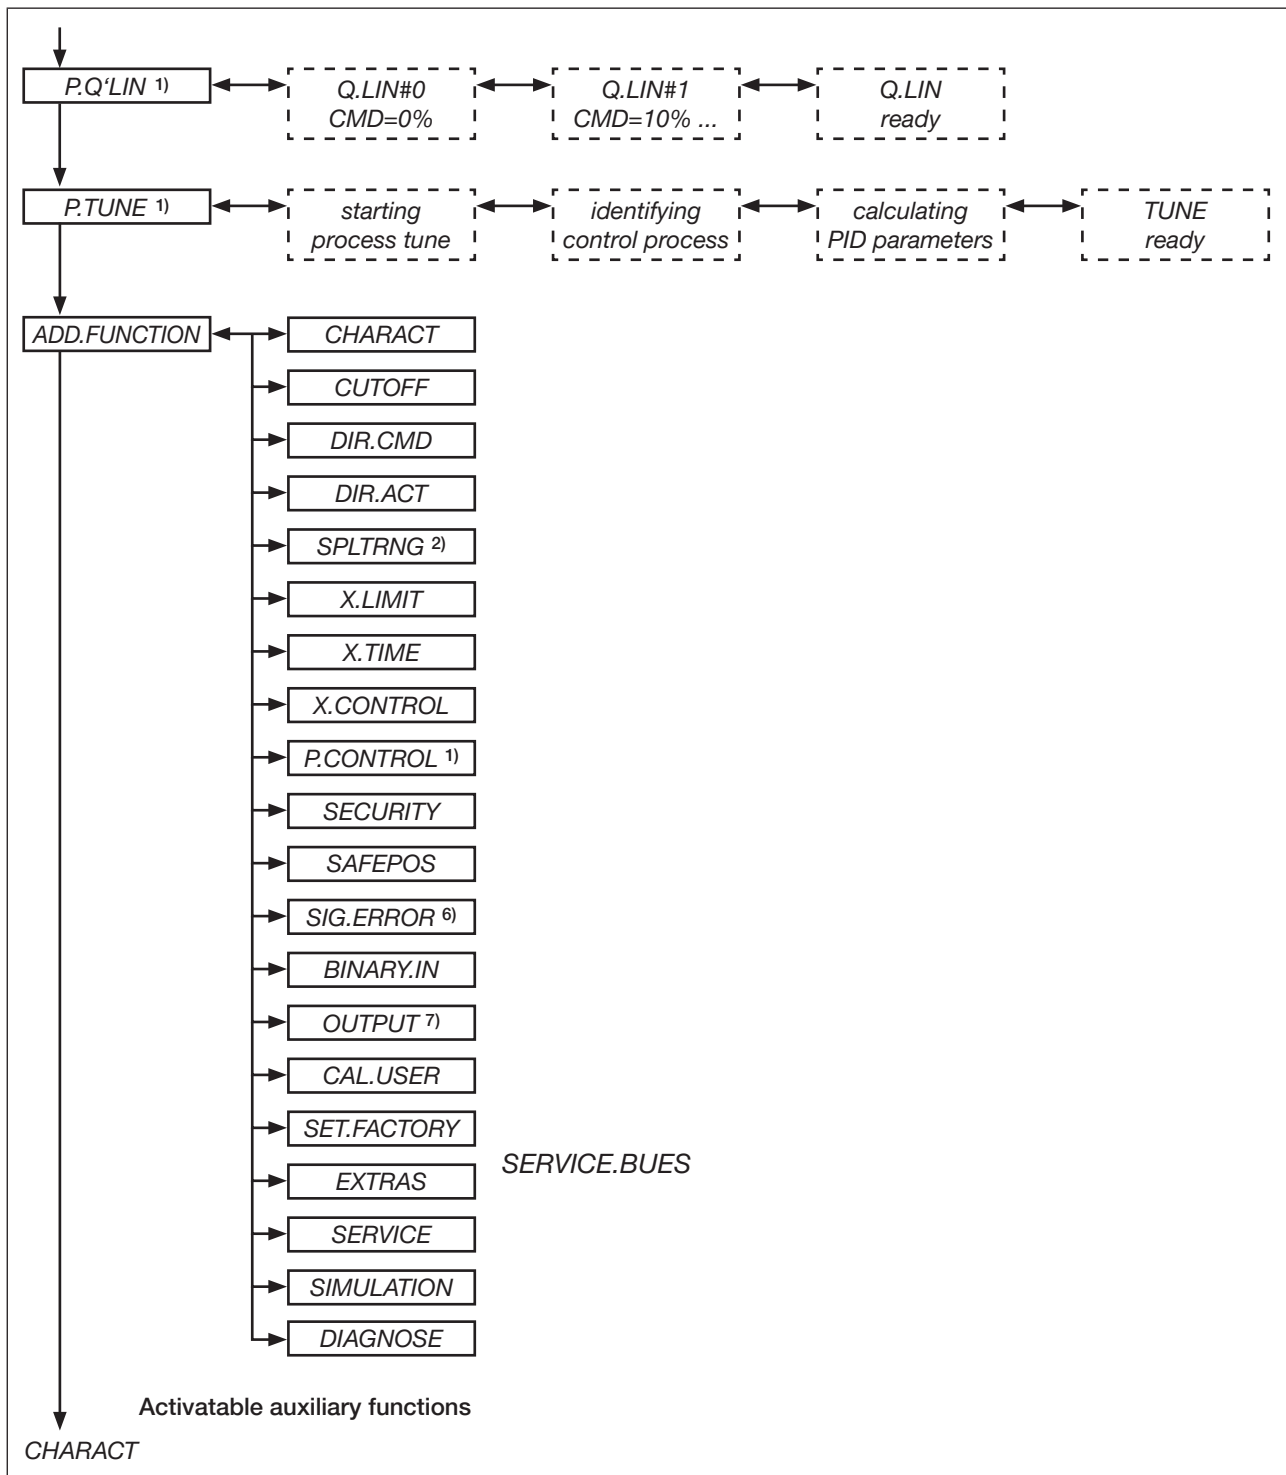 P.Q‘LIN 1)
Q.LIN#0
CMD=0%
Q.LIN#1
CMD=10% ...
Q.LIN
ready
P.TUNE 1)
starting
process tune
identifying
control process
calculating
PID parameters
TUNE
ready
ADD.FUNCTION
CHARACT
CUTOFF
DIR.CMD
DIR.ACT
SPLTRNG 2)
X.LIMIT
X.TIME
X.CONTROL
P.CONTROL 1)
SECURITY
SAFEPOS
SIG.ERROR 6)
BINARY.IN
OUTPUT 7)
CAL.USER
SET.FACTORY
SERVICE.BUES
EXTRAS
SERVICE
SIMULATION
DIAGNOSE
Activatable auxiliary functions
CHARACT